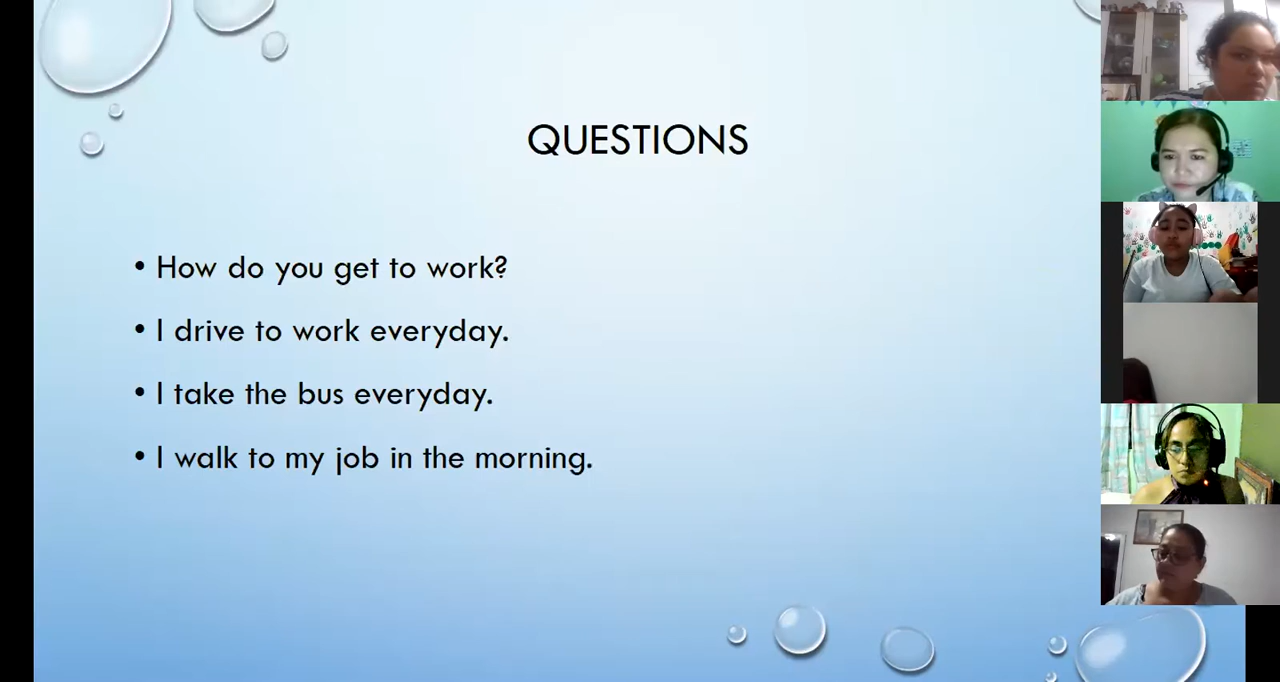 QUESTIONS
• How do you get to work?
• I drive to work everyday.
• I take the bus everyday.
• I walk to my job in the morning.